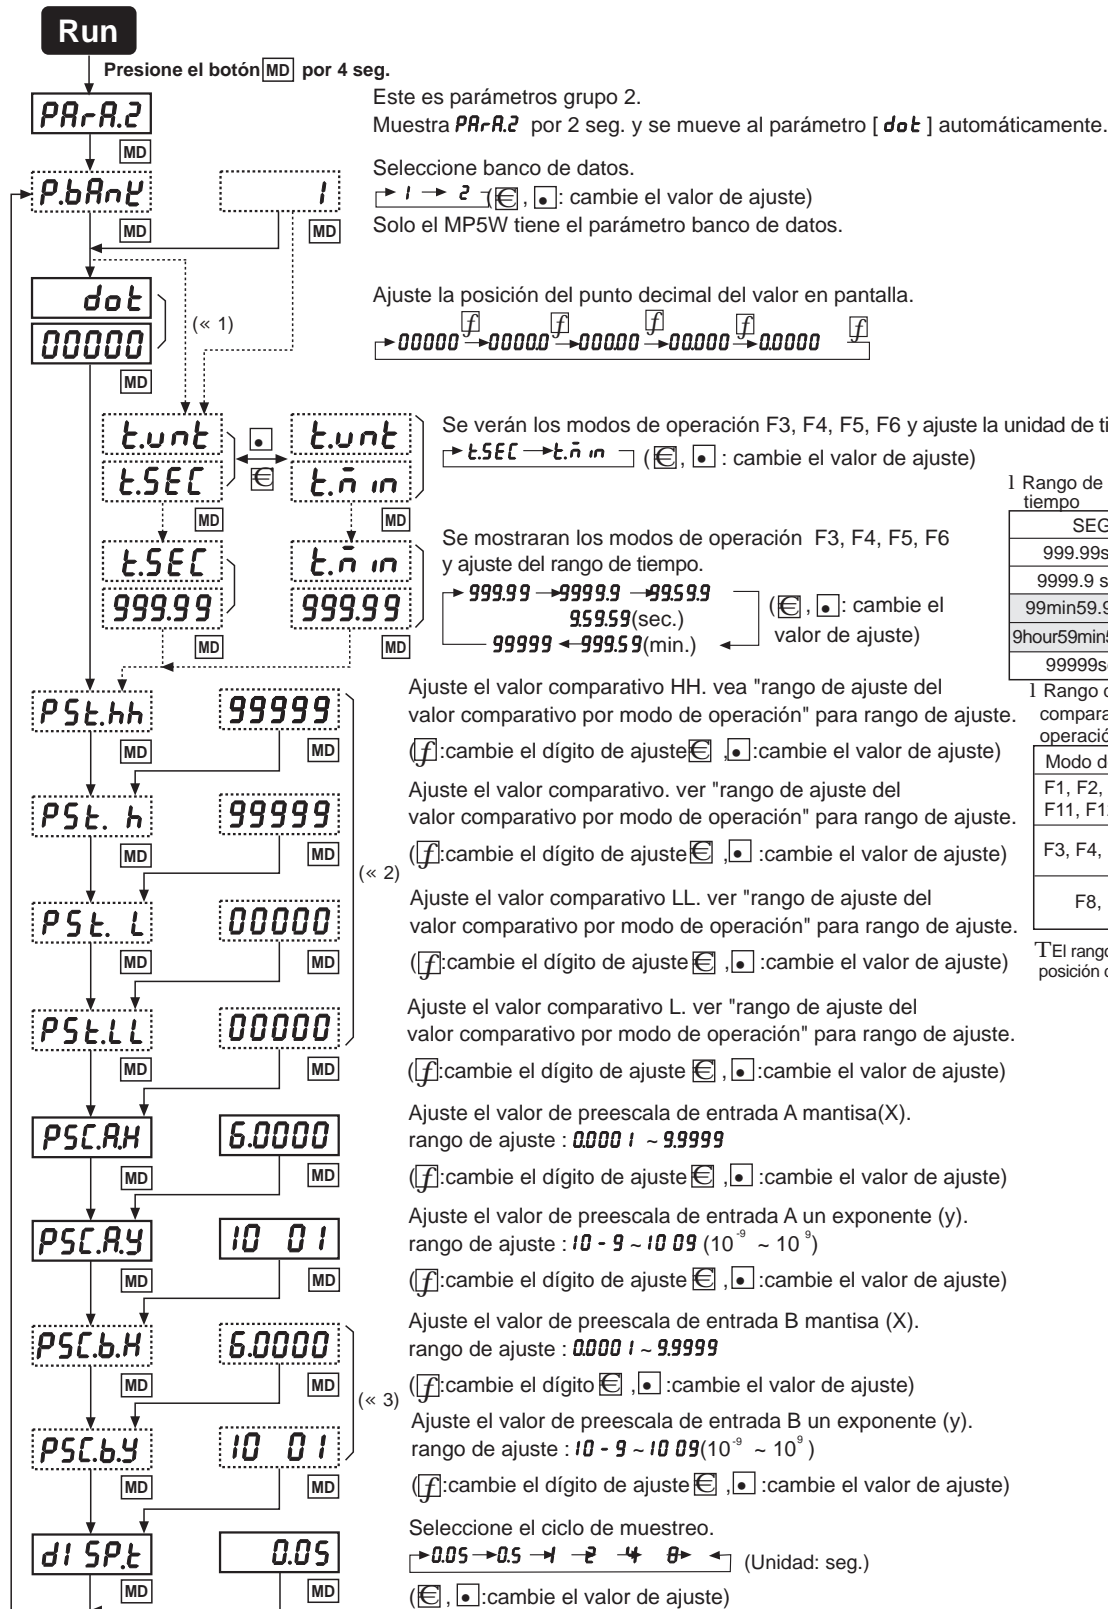 Run
Presione el botón MD por 4 seg.
PArA.2
Este es parámetros grupo 2.
Muestra PArA.2 por 2 seg. y se mueve al parámetro [ dot ] automáticamente.
MD
P.bAnK
1
Seleccione banco de datos.
1 → 2 (€, •: cambie el valor de ajuste)
Solo el MP5W tiene el parámetro banco de datos.
MD MD
dot
00000
(« 1)
Ajuste la posición del punto decimal del valor en pantalla.
00000 f 0000.0 f 000.00 f 00.000 f 0.0000 f
MD
t.unt
t.SEC
•
€
t.unt
t.min
Se verán los modos de operación F3, F4, F5, F6 y ajuste la unidad de ti
t.SEC → t.min (€, • : cambie el valor de ajuste)
MD MD
t.SEC
999.99
t.min
999.99
Se mostraran los modos de operación F3, F4, F5, F6
y ajuste del rango de tiempo.
999.99 → 9999.9 → 99.59.9
9.59.59(sec.)
99999 ← 999.59(min.)
(€, •: cambie el
valor de ajuste)
MD MD
l Rango de
tiempo
SEG
999.99s
9999.9 s
99min59.9
9hour59min5
99999se
l Rango d
compara
operació
Modo d
F1, F2,
F11, F1
F3, F4,
F8,
TEl rango
posición d
PSt.hh
99999
Ajuste el valor comparativo HH. vea "rango de ajuste del
valor comparativo por modo de operación" para rango de ajuste.
(f:cambie el dígito de ajuste € ,• :cambie el valor de ajuste)
MD MD
PSt. h
99999
Ajuste el valor comparativo. ver "rango de ajuste del
valor comparativo por modo de operación" para rango de ajuste.
(f:cambie el dígito de ajuste € ,• :cambie el valor de ajuste)
MD MD
(« 2)
PSt. L
00000
Ajuste el valor comparativo LL. ver "rango de ajuste del
valor comparativo por modo de operación" para rango de ajuste.
(f:cambie el dígito de ajuste € ,• :cambie el valor de ajuste)
MD MD
PSt.LL
00000
Ajuste el valor comparativo L. ver "rango de ajuste del
valor comparativo por modo de operación" para rango de ajuste.
(f:cambie el dígito de ajuste € ,• :cambie el valor de ajuste)
MD MD
PSC.A.H
6.0000
Ajuste el valor de preescala de entrada A mantisa(X).
rango de ajuste : 0.0001 ~ 9.9999
(f:cambie el dígito de ajuste € ,• :cambie el valor de ajuste)
MD MD
PSC.A.y
10 01
Ajuste el valor de preescala de entrada A un exponente (y).
rango de ajuste : 10 - 9 ~ 10 09 (10⁻⁹ ~ 10⁹)
(f:cambie el dígito de ajuste € ,• :cambie el valor de ajuste)
MD MD
PSC.b.H
6.0000
Ajuste el valor de preescala de entrada B mantisa (X).
rango de ajuste : 0.0001 ~ 9.9999
(f:cambie el dígito € ,• :cambie el valor de ajuste)
MD MD
(« 3)
PSC.b.y
10 01
Ajuste el valor de preescala de entrada B un exponente (y).
rango de ajuste : 10 - 9 ~ 10 09(10⁻⁹ ~ 10⁹)
(f:cambie el dígito de ajuste € ,• :cambie el valor de ajuste)
MD MD
dISP.t
0.05
Seleccione el ciclo de muestreo.
0.05 → 0.5 → 1 → 2 → 4 → 8 (Unidad: seg.)
(€, •:cambie el valor de ajuste)
MD MD